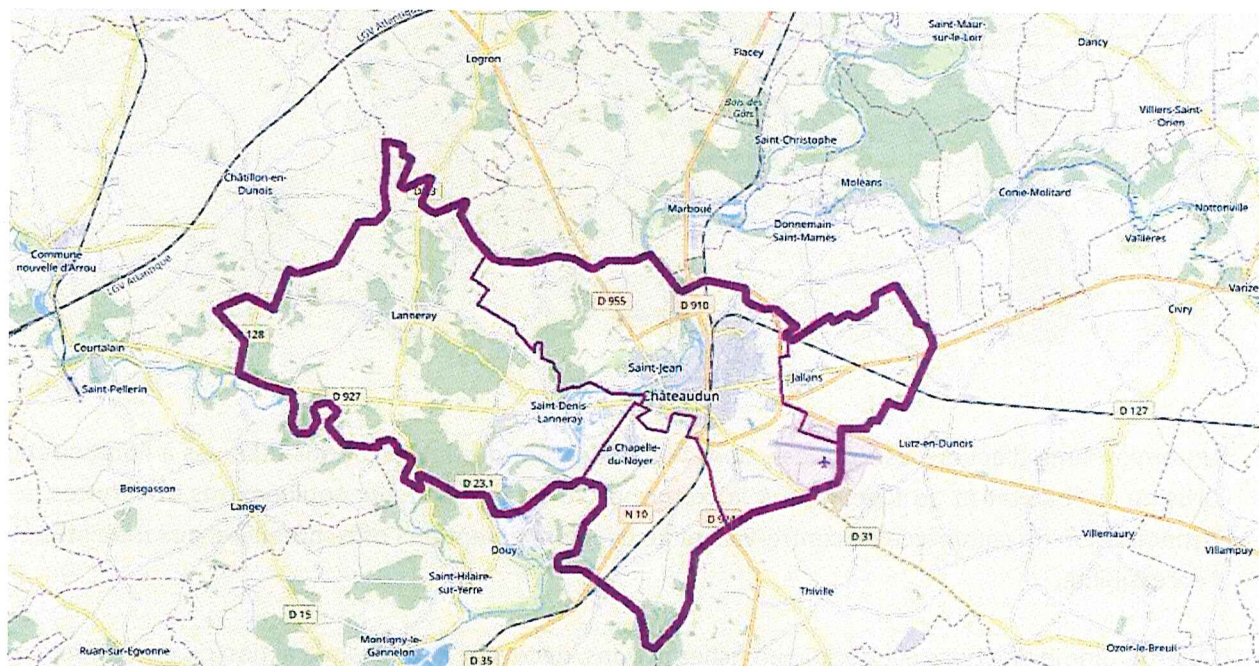 LGV Atlantique
Saint-Maur-
sur-le-Loir
Dancy
Logron
Flacey
Bois des
Gâts
Villiers-Saint-
Orien
Saint-Christophe
Châtillon-en-
Dunois
Moléans
Conie-Molitard
Nottonville
Marboué
Donnemain-
Saint-Mamès
Vallières
Commune
nouvelle d'Arrou
LGV Atlantique
Varize
D 955
D 910
Civry
Lanneray
128
Courtalain
Saint-Jean
Jallans
Saint-Pellerin
D 927
Châteaudun
Saint-Denis-
Lanneray
D 127
Lutz-en-Dunois
La Chapelle-
du-Noyer
D 23.1
Boisgasson
Langey
N 10
D 31
Villemaury
Villampuy
Douy
Saint-Hilaire-
sur-Yerre
Thiville
D 15
Montigny-le-
Gannelon
D 35
Ruan-sur-Egvonne
Ozoir-le-Breuil